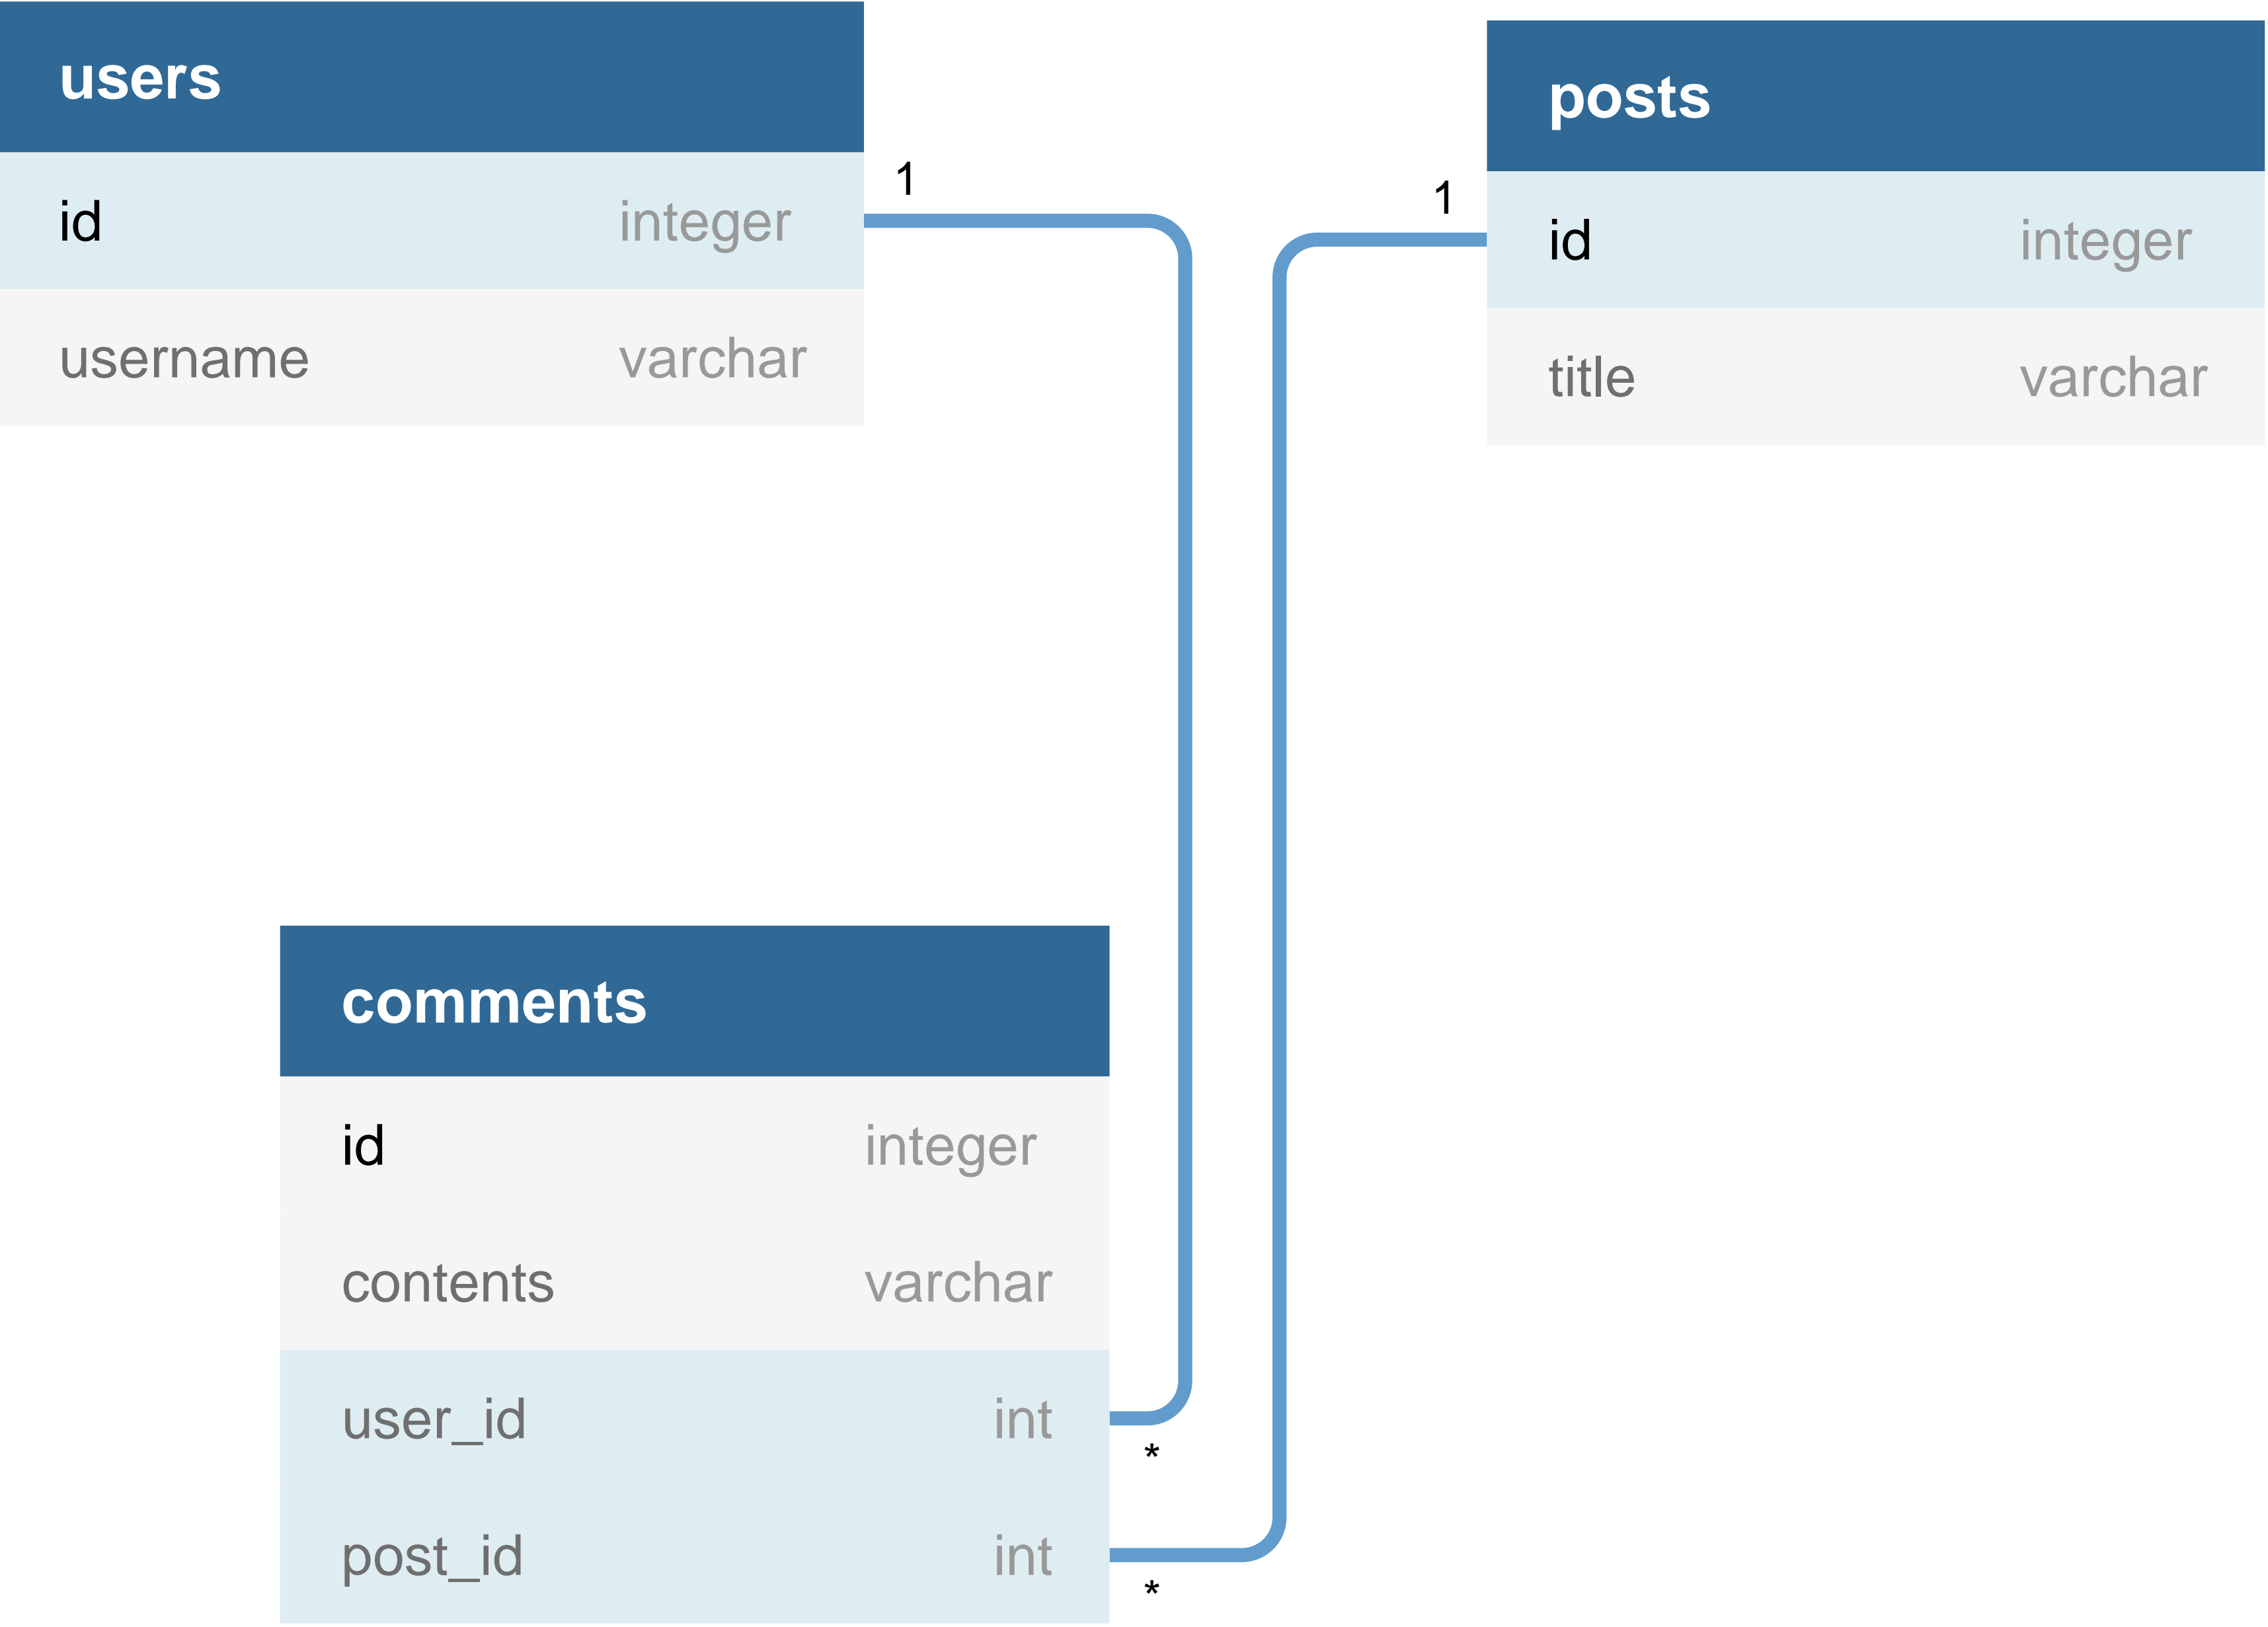 users
id integer
username varchar
1
posts
id integer
title varchar
1
comments
id integer
contents varchar
user_id int
*
post_id int
*